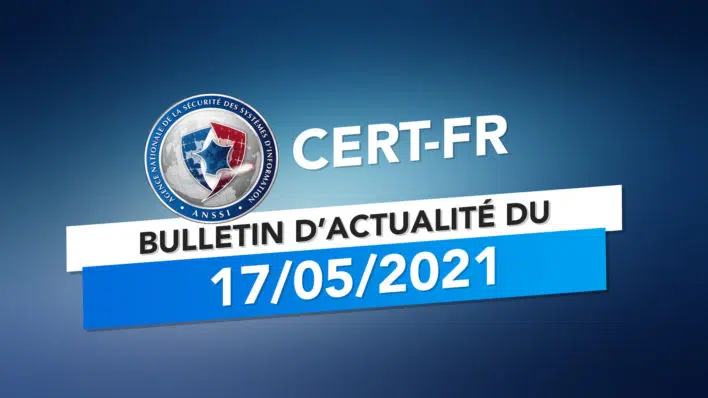 AGENCE NATIONALE DE LA SÉCURITÉ DES SYSTÈMES D'INFORMATION
• ANSSI •
CERT-FR
BULLETIN D'ACTUALITÉ DU
17/05/2021